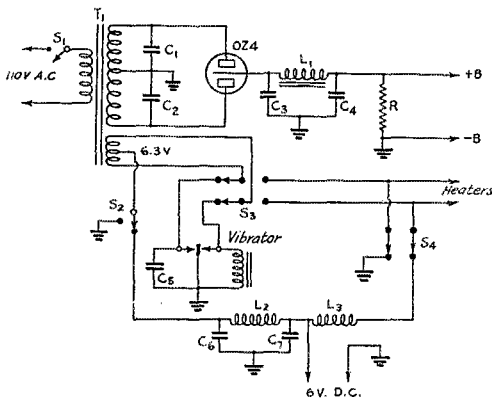 T1
S1
110V A.C
C1
C2
OZ4
L1
C3
C4
R
+B
-B
6.3V
S2
S3
Heaters
Vibrator
S4
C5
L2
L3
C6
C7
6V. D.C.